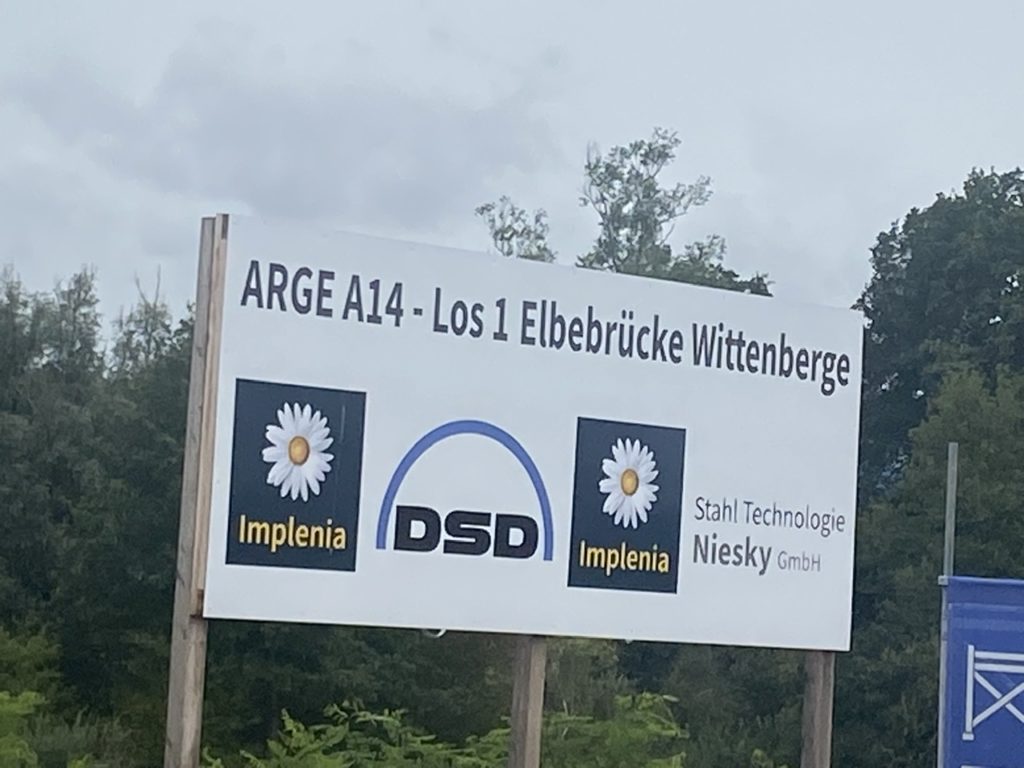 ARGE A14 - Los 1 Elbebrücke Wittenberge
Implenia
DSD
Implenia
Stahl Technologie
Niesky GmbH